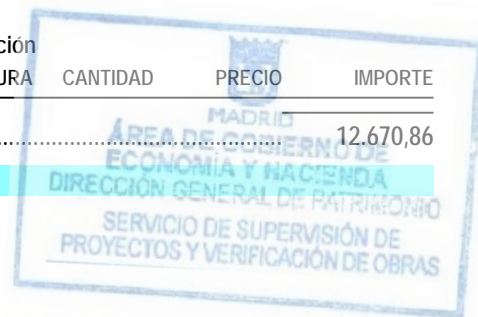 ción
URA CANTIDAD PRECIO IMPORTE
MADRID
.................................................. 12.670,86
ÁREA DE GOBIERNO DE
ECONOMÍA Y HACIENDA
DIRECCIÓN GENERAL DE PATRIMONIO
SERVICIO DE SUPERVISIÓN DE
PROYECTOS Y VERIFICACIÓN DE OBRAS